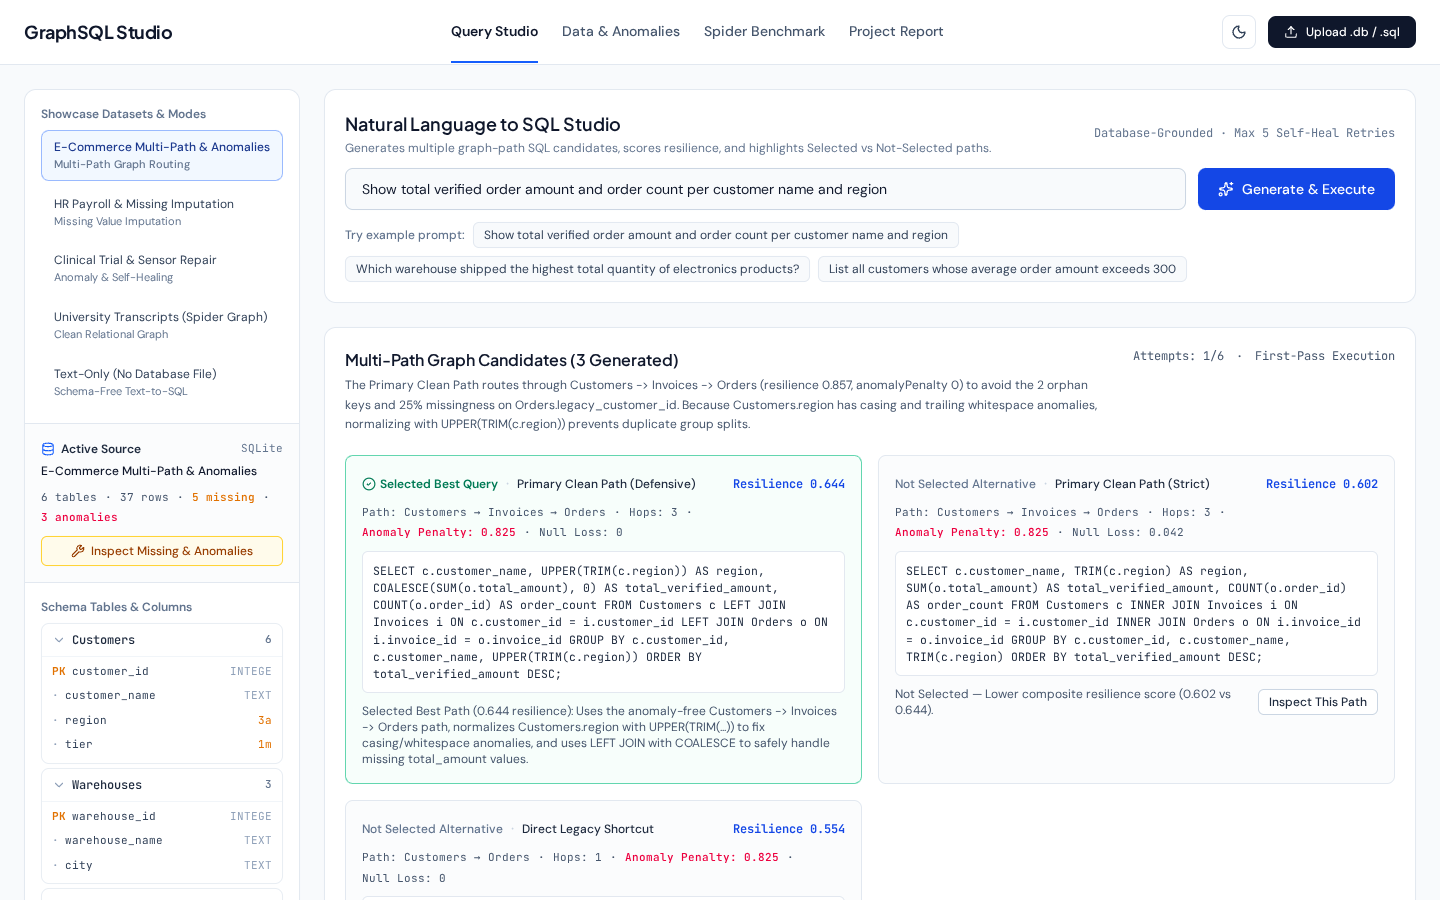 GraphSQL Studio
Query Studio
Data & Anomalies
Spider Benchmark
Project Report
Upload .db / .sql
Showcase Datasets & Modes
E-Commerce Multi-Path & Anomalies
Multi-Path Graph Routing
HR Payroll & Missing Imputation
Missing Value Imputation
Clinical Trial & Sensor Repair
Anomaly & Self-Healing
University Transcripts (Spider Graph)
Clean Relational Graph
Text-Only (No Database File)
Schema-Free Text-to-SQL
Active Source
SQLite
E-Commerce Multi-Path & Anomalies
6 tables · 37 rows · 5 missing ·
3 anomalies
Inspect Missing & Anomalies
Schema Tables & Columns
Customers 6
PK customer_id INTEGE
· customer_name TEXT
· region 3a
· tier 1m
Warehouses 3
PK warehouse_id INTEGE
· warehouse_name TEXT
· city TEXT
Natural Language to SQL Studio
Generates multiple graph-path SQL candidates, scores resilience, and highlights Selected vs Not-Selected paths.
Database-Grounded · Max 5 Self-Heal Retries
Show total verified order amount and order count per customer name and region
Generate & Execute
Try example prompt:
Show total verified order amount and order count per customer name and region
Which warehouse shipped the highest total quantity of electronics products?
List all customers whose average order amount exceeds 300
Multi-Path Graph Candidates (3 Generated)
Attempts: 1/6 · First-Pass Execution
The Primary Clean Path routes through Customers -> Invoices -> Orders (resilience 0.857, anomalyPenalty 0) to avoid the 2 orphan
keys and 25% missingness on Orders.legacy_customer_id. Because Customers.region has casing and trailing whitespace anomalies,
normalizing with UPPER(TRIM(c.region)) prevents duplicate group splits.
Selected Best Query · Primary Clean Path (Defensive) Resilience 0.644
Path: Customers → Invoices → Orders · Hops: 3 ·
Anomaly Penalty: 0.825 · Null Loss: 0
SELECT c.customer_name, UPPER(TRIM(c.region)) AS region,
COALESCE(SUM(o.total_amount), 0) AS total_verified_amount,
COUNT(o.order_id) AS order_count FROM Customers c LEFT JOIN
Invoices i ON c.customer_id = i.customer_id LEFT JOIN Orders o ON
i.invoice_id = o.invoice_id GROUP BY c.customer_id,
c.customer_name, UPPER(TRIM(c.region)) ORDER BY
total_verified_amount DESC;
Selected Best Path (0.644 resilience): Uses the anomaly-free Customers -> Invoices
-> Orders path, normalizes Customers.region with UPPER(TRIM(...)) to fix
casing/whitespace anomalies, and uses LEFT JOIN with COALESCE to safely handle
missing total_amount values.
Not Selected Alternative · Primary Clean Path (Strict) Resilience 0.602
Path: Customers → Invoices → Orders · Hops: 3 ·
Anomaly Penalty: 0.825 · Null Loss: 0.042
SELECT c.customer_name, TRIM(c.region) AS region,
SUM(o.total_amount) AS total_verified_amount, COUNT(o.order_id)
AS order_count FROM Customers c INNER JOIN Invoices i ON
c.customer_id = i.customer_id INNER JOIN Orders o ON i.invoice_id
= o.invoice_id GROUP BY c.customer_id, c.customer_name,
TRIM(c.region) ORDER BY total_verified_amount DESC;
Not Selected — Lower composite resilience score (0.602 vs
0.644).
Inspect This Path
Not Selected Alternative · Direct Legacy Shortcut Resilience 0.554
Path: Customers → Orders · Hops: 1 · Anomaly Penalty: 0.825 ·
Null Loss: 0